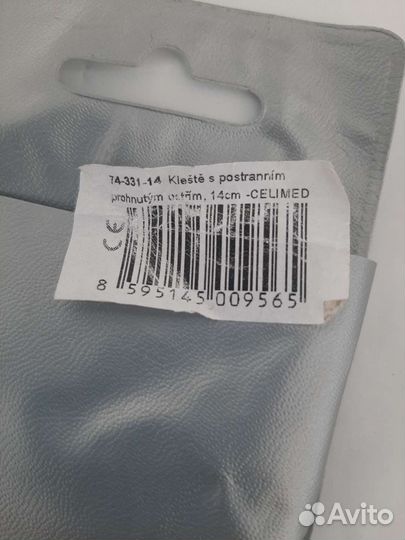 74-331-14 Kleště s postranním
prohnutým ostřím, 14cm -CELIMED
CE
8 595145 009565
Avito